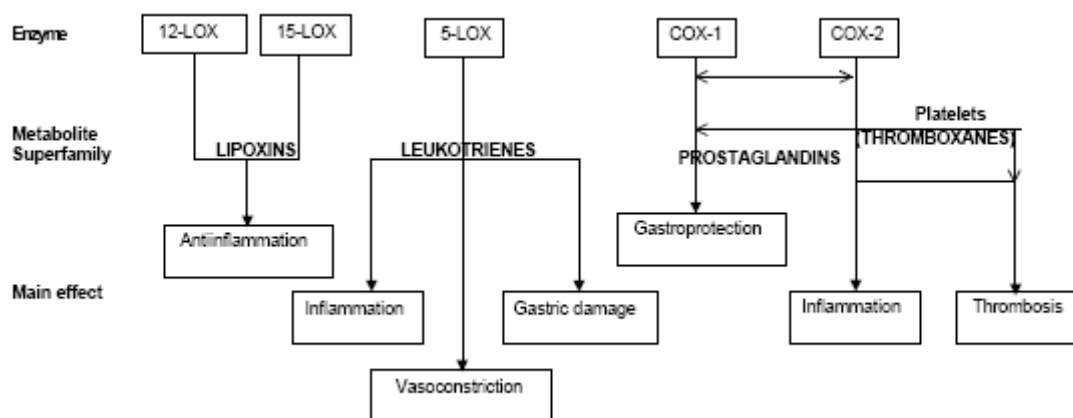 Enzyme
12-LOX
15-LOX
5-LOX
COX-1
COX-2
Metabolite
Superfamily
LIPOXINS
LEUKOTRIENES
PROSTAGLANDINS
Platelets
(THROMBOXANES)
Main effect
Antiinflammation
Inflammation
Vasoconstriction
Gastric damage
Gastroprotection
Inflammation
Thrombosis